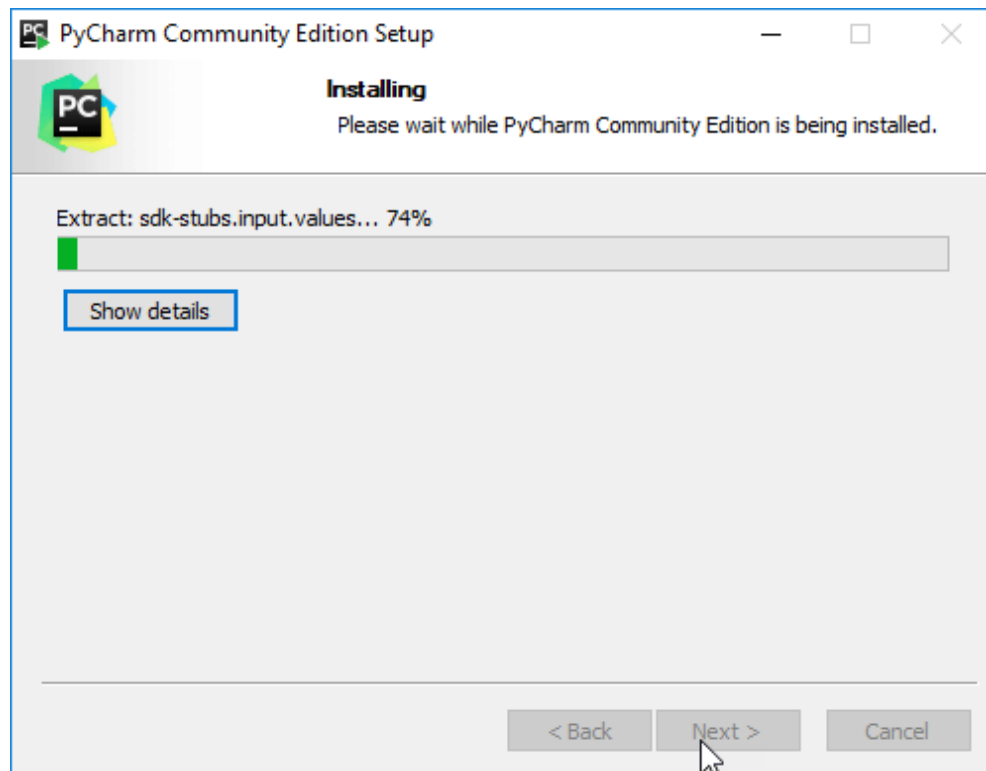 PyCharm Community Edition Setup
PC
Installing
Please wait while PyCharm Community Edition is being installed.
Extract: sdk-stubs.input.values... 74%
Show details
< Back
Next >
Cancel